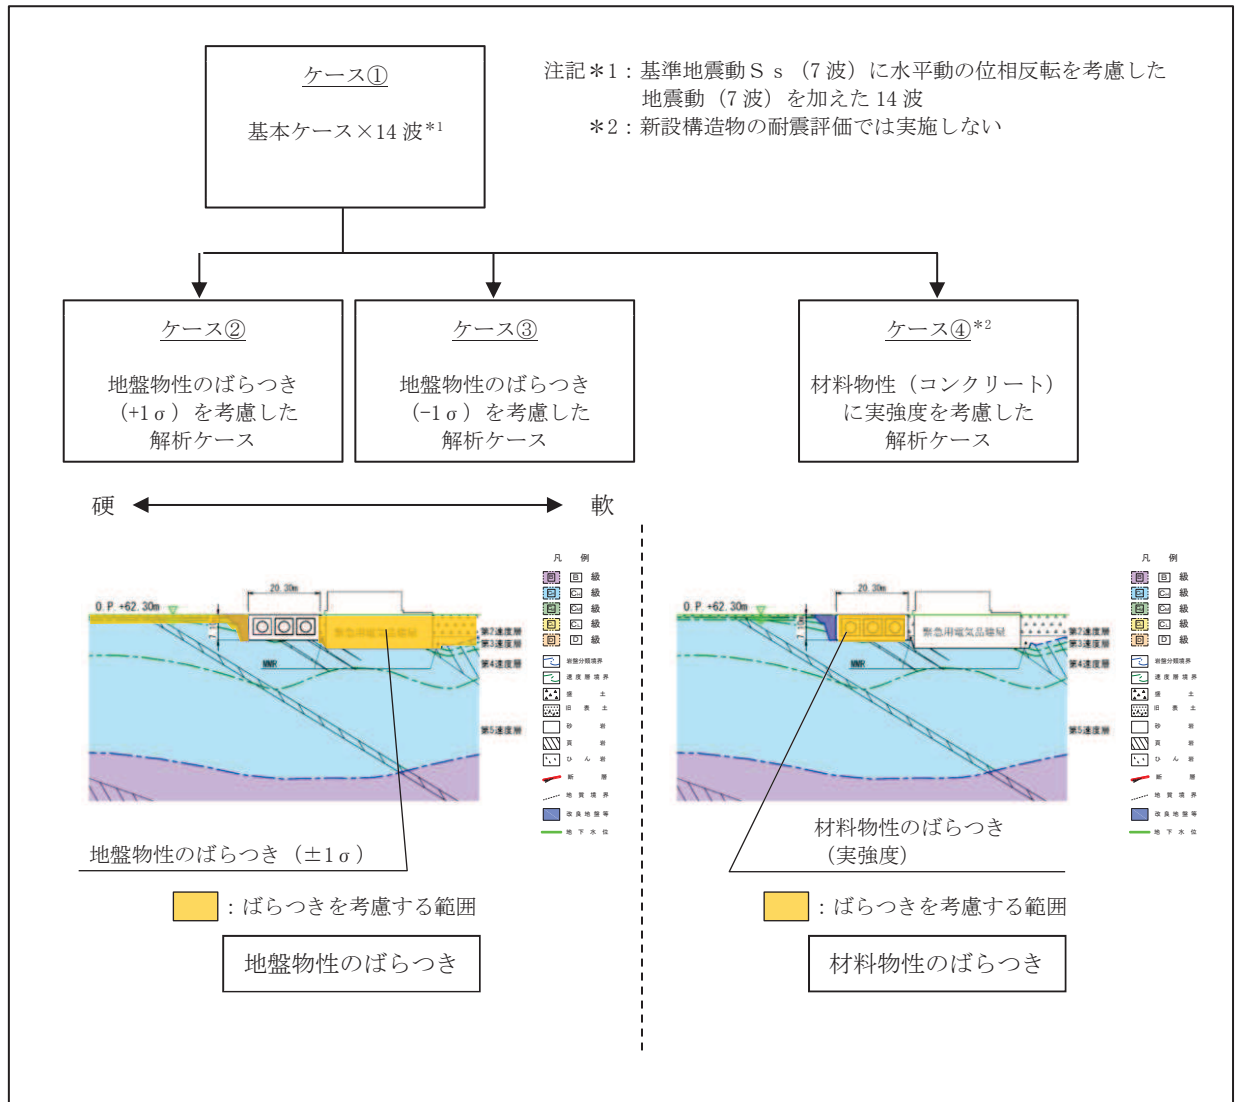 ケース①
基本ケース×14波*1
注記*1:基準地震動Ss(7波)に水平動の位相反転を考慮した
地震動(7波)を加えた14波
*2:新設構造物の耐震評価では実施しない
ケース②
地盤物性のばらつき
(+1σ)を考慮した
解析ケース
ケース③
地盤物性のばらつき
(-1σ)を考慮した
解析ケース
ケース④*2
材料物性(コンクリート)
に実強度を考慮した
解析ケース
硬
軟
20.30m
O.P.+62.30m
7.10m
緊急用電気品建屋
MMR
第2速度層
第3速度層
第4速度層
第5速度層
凡例
B 級
CH 級
CM 級
CL 級
D 級
岩盤分類境界
速度層境界
盛土
旧表土
砂岩
頁岩
ひん岩
断層
地質境界
改良地盤等
地下水位
地盤物性のばらつき(±1σ)
:ばらつきを考慮する範囲
地盤物性のばらつき
20.30m
O.P.+62.30m
7.10m
緊急用電気品建屋
MMR
第2速度層
第3速度層
第4速度層
第5速度層
凡例
B 級
CH 級
CM 級
CL 級
D 級
岩盤分類境界
速度層境界
盛土
旧表土
砂岩
頁岩
ひん岩
断層
地質境界
改良地盤等
地下水位
材料物性のばらつき
(実強度)
:ばらつきを考慮する範囲
材料物性のばらつき